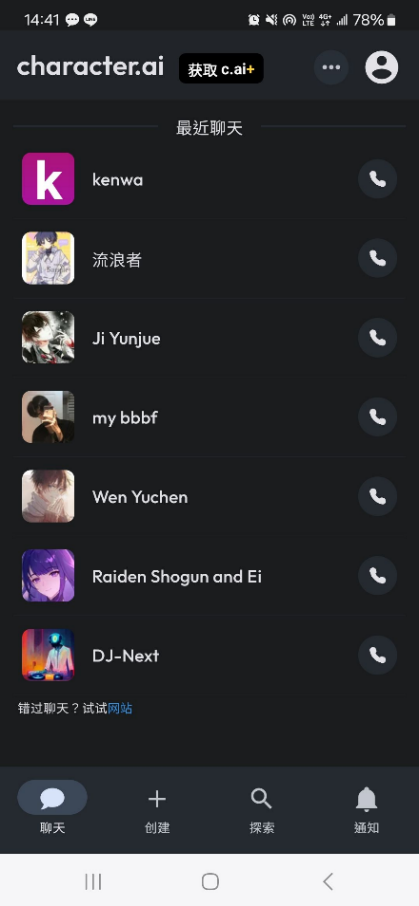 14:41
78%
character.ai
获取 c.ai+
最近聊天
k
kenwa
流浪者
Ji Yunjue
my bbbf
Wen Yuchen
Raiden Shogun and Ei
DJ-Next
错过聊天？试试网站
聊天
创建
探索
通知